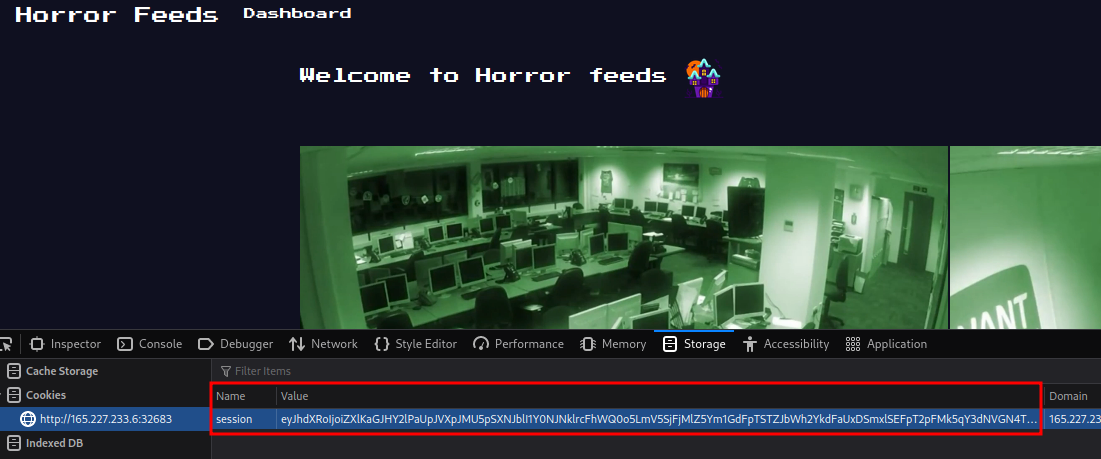 Horror Feeds Dashboard
Welcome to Horror feeds
WANT
Inspector Console Debugger Network Style Editor Performance Memory Storage Accessibility Application
Cache Storage
Filter Items
Cookies
Name Value Domain
http://165.227.233.6:32683
session eyJhdXRoIjoiZXlKaGJHY2lPaUpJVXpJMU5pSXNJblI1Y0NJNklrcFhWQ0o5LmV5SjFjMlZ5Ym1GdFpTSTZJbWh2YkdFaUxDSmxlSEFpT2pFMk5qY3dNVGN4T... 165.227.23
Indexed DB